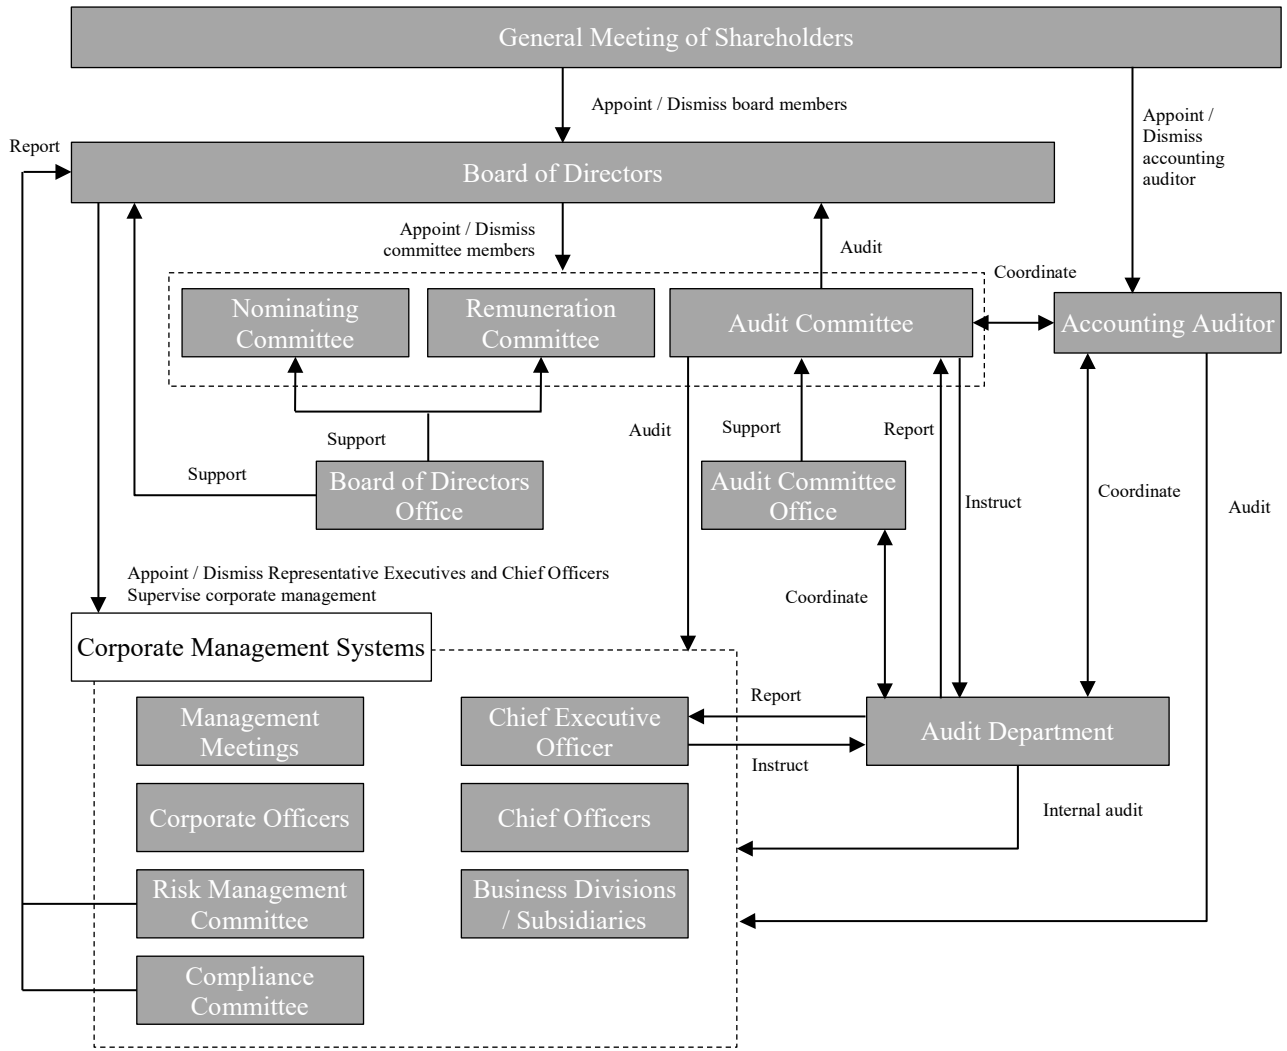 General Meeting of Shareholders
Appoint / Dismiss board members
Appoint /
Dismiss
accounting
auditor
Report
Board of Directors
Appoint / Dismiss
committee members
Audit
Coordinate
Nominating
Committee
Remuneration
Committee
Audit Committee
Accounting Auditor
Support
Audit
Support
Report
Support
Board of Directors
Office
Audit Committee
Office
Instruct
Coordinate
Audit
Appoint / Dismiss Representative Executives and Chief Officers
Supervise corporate management
Coordinate
Corporate Management Systems
Management
Meetings
Chief Executive
Officer
Report
Instruct
Audit Department
Corporate Officers
Chief Officers
Internal audit
Risk Management
Committee
Business Divisions
/ Subsidiaries
Compliance
Committee